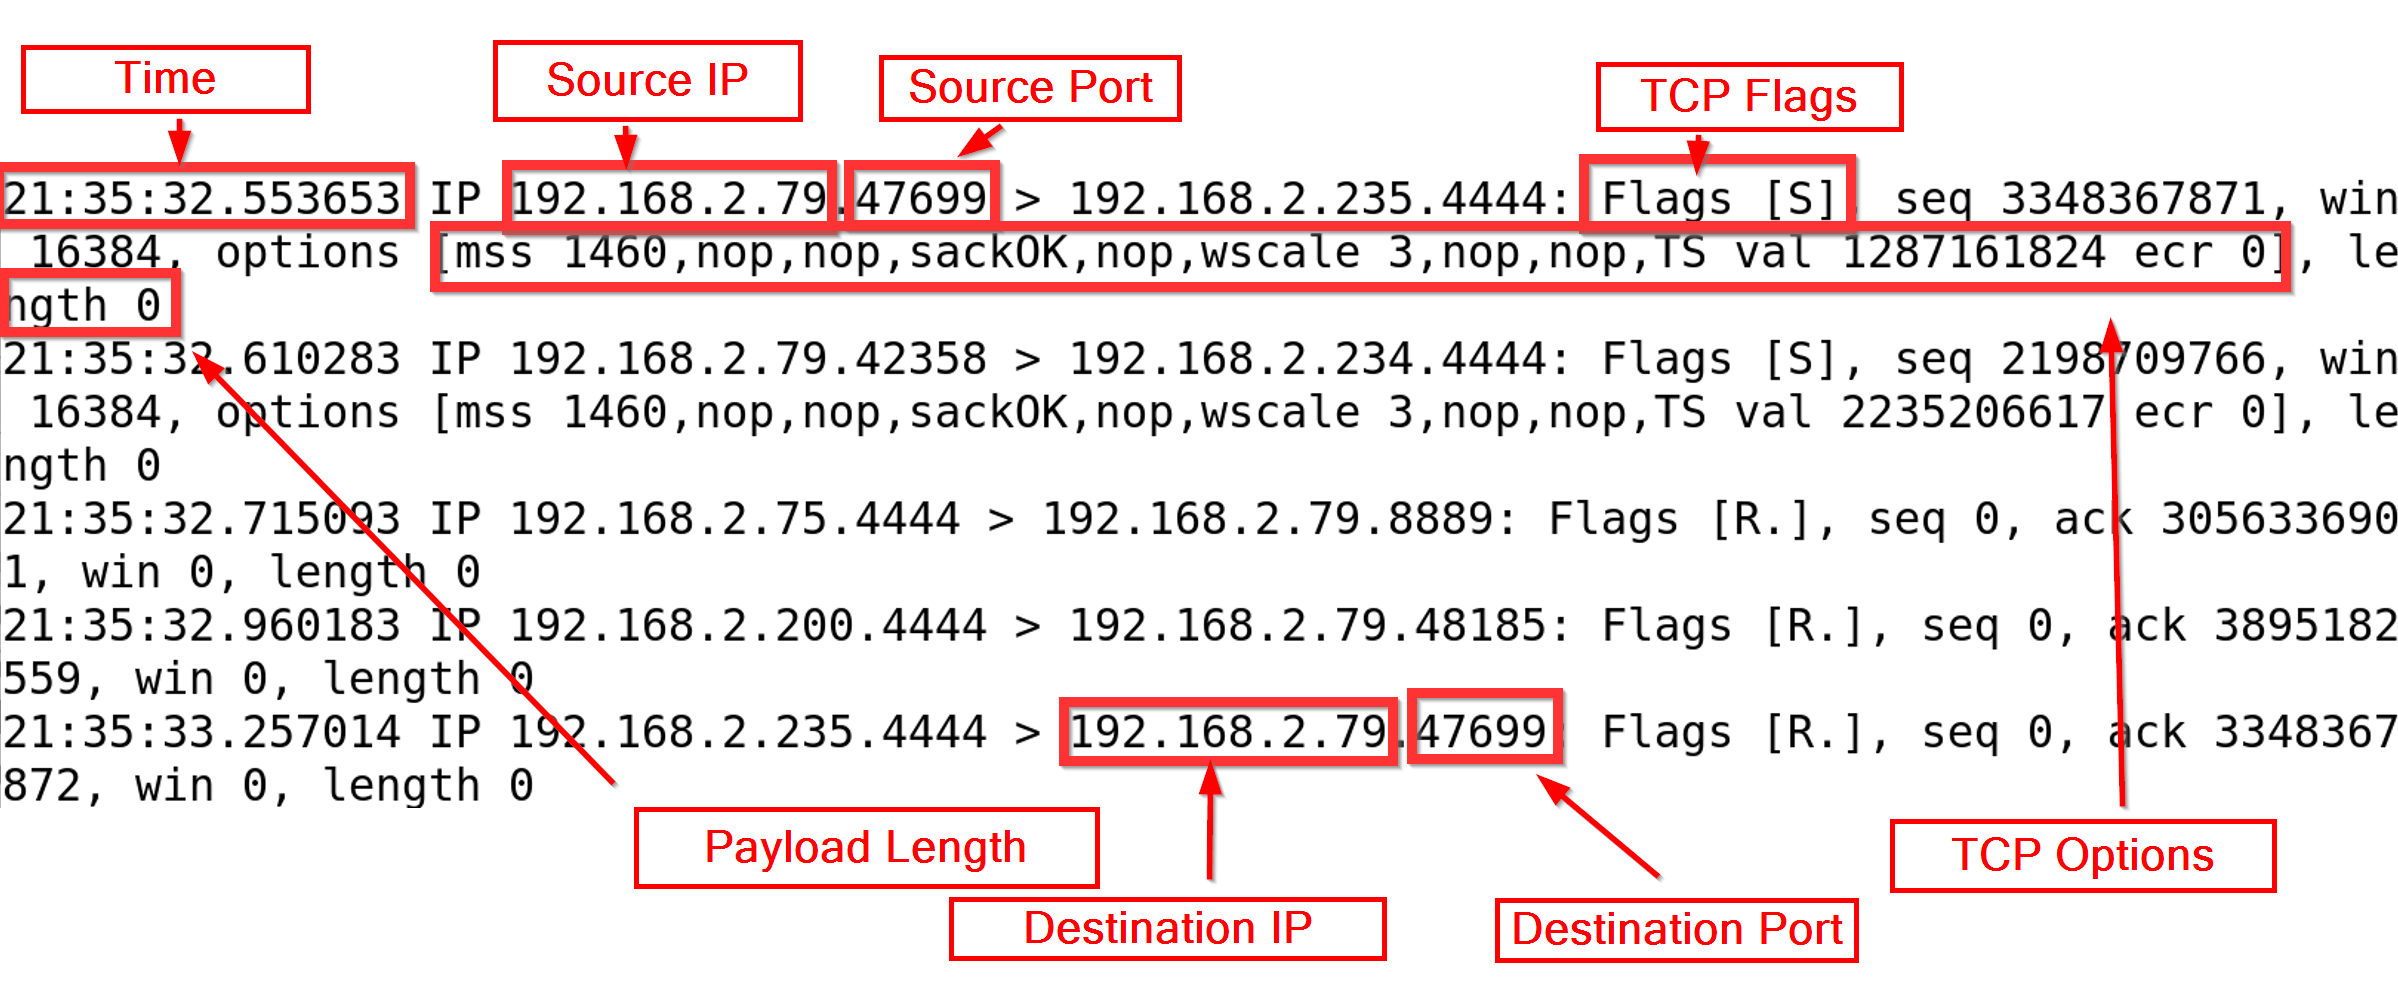 Time
Source IP
Source Port
TCP Flags
21:35:32.553653 IP 192.168.2.79.47699 > 192.168.2.235.4444: Flags [S], seq 3348367871, win
16384, options [mss 1460,nop,nop,sackOK,nop,wscale 3,nop,nop,TS val 1287161824 ecr 0], le
ngth 0
21:35:32.610283 IP 192.168.2.79.42358 > 192.168.2.234.4444: Flags [S], seq 2198709766, win
16384, options [mss 1460,nop,nop,sackOK,nop,wscale 3,nop,nop,TS val 2235206617 ecr 0], le
ngth 0
21:35:32.715093 IP 192.168.2.75.4444 > 192.168.2.79.8889: Flags [R.], seq 0, ack 305633690
1, win 0, length 0
21:35:32.960183 IP 192.168.2.200.4444 > 192.168.2.79.48185: Flags [R.], seq 0, ack 3895182
559, win 0, length 0
21:35:33.257014 IP 192.168.2.235.4444 > 192.168.2.79.47699: Flags [R.], seq 0, ack 3348367
872, win 0, length 0
Payload Length
TCP Options
Destination IP
Destination Port